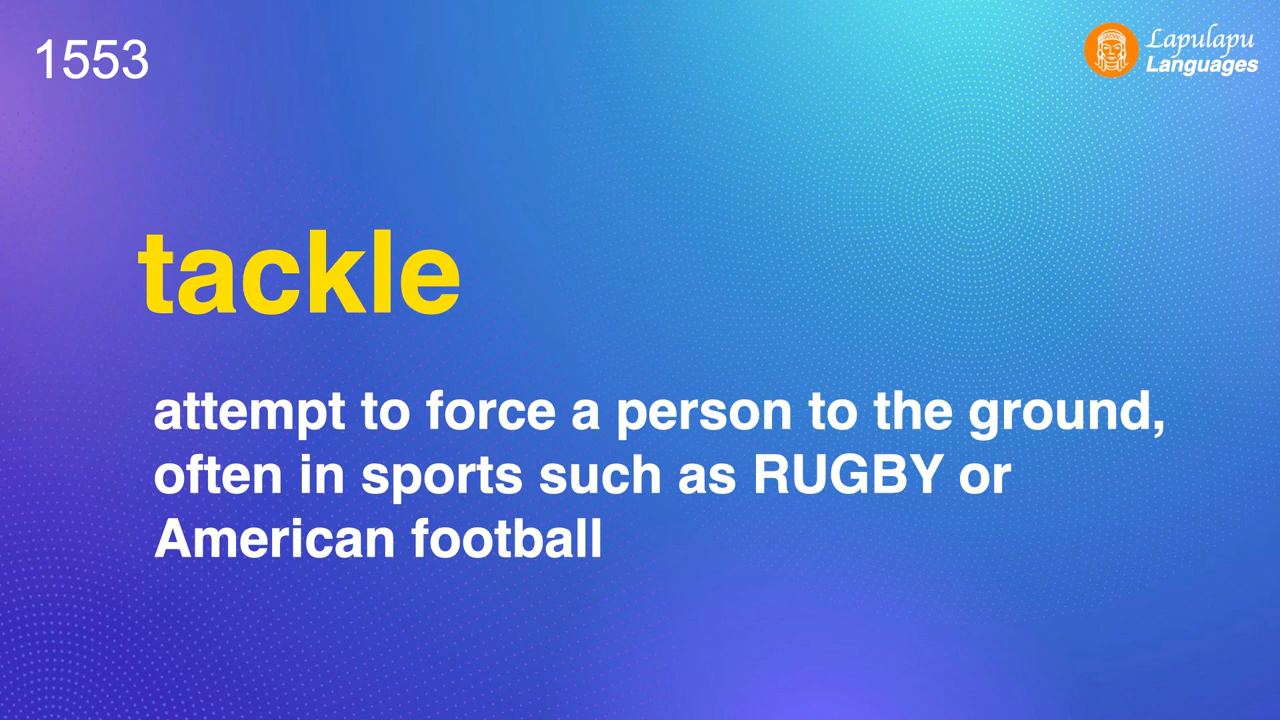 1553
Lapulapu
Languages
tackle
attempt to force a person to the ground,
often in sports such as RUGBY or
American football